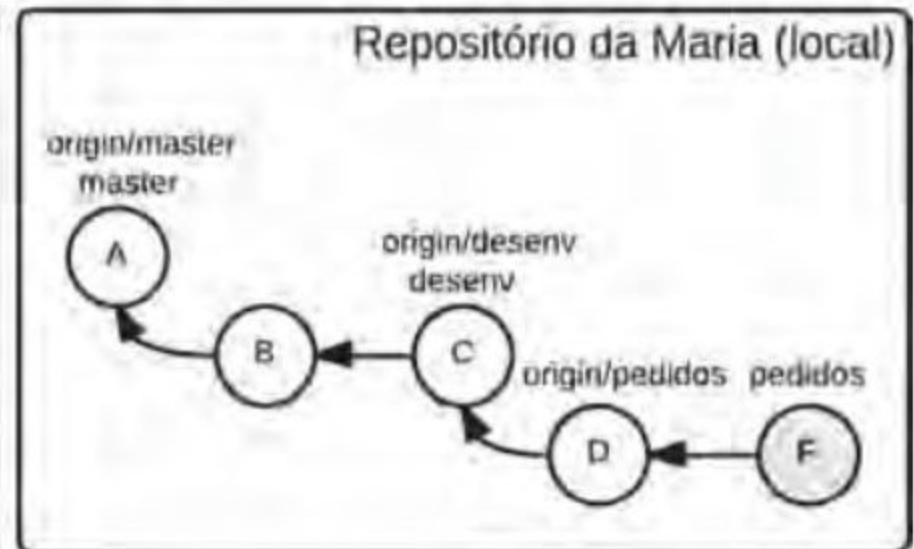 Repositório da Maria (local)
origin/master
master
A
origin/desenv
desenv
B
C
origin/pedidos
pedidos
D
F